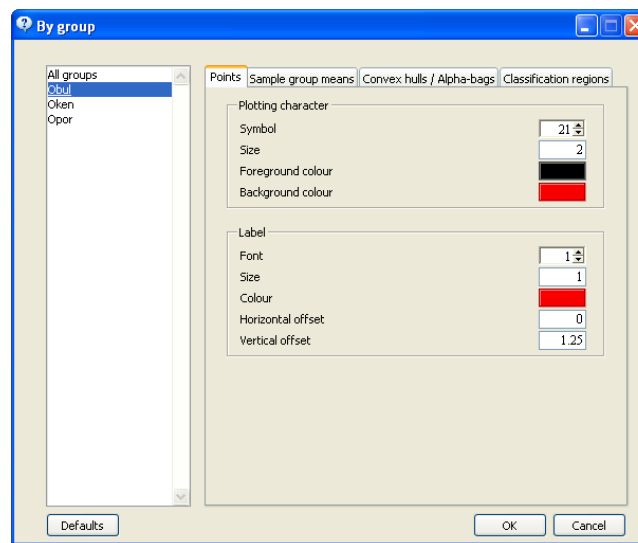 By group
All groups
Obul
Oken
Opor
Points Sample group means Convex hulls / Alpha-bags Classification regions
Plotting character
Symbol 21
Size 2
Foreground colour
Background colour
Label
Font 1
Size 1
Colour
Horizontal offset 0
Vertical offset 1.25
Defaults OK Cancel